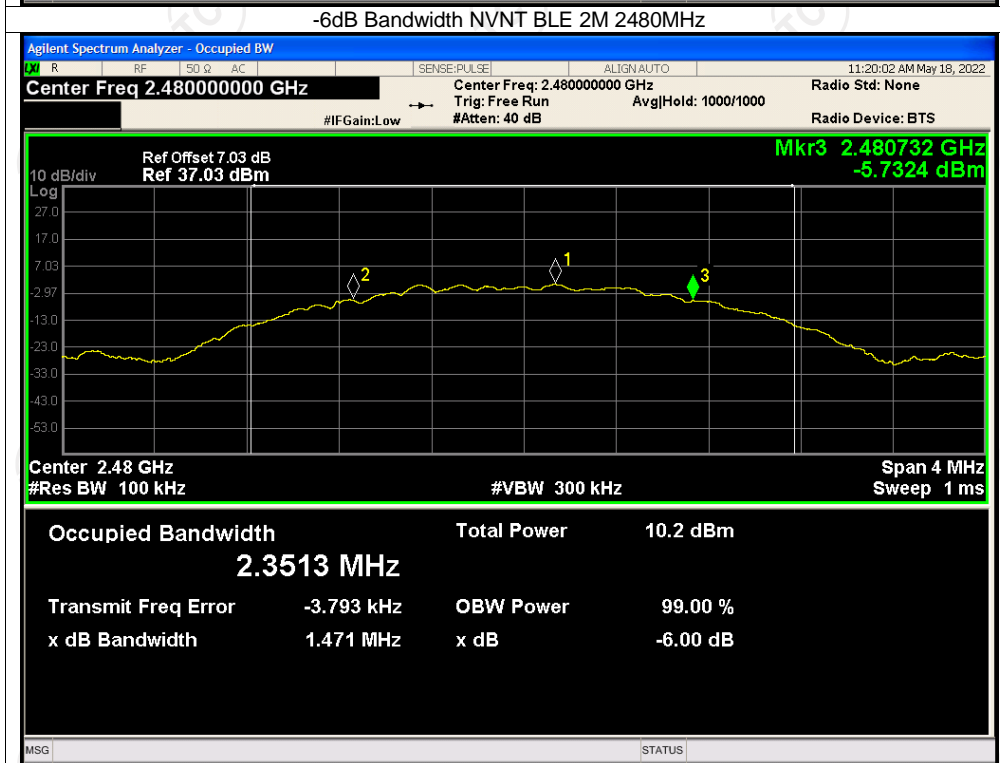 -6dB Bandwidth NVNT BLE 2M 2480MHz
Agilent Spectrum Analyzer - Occupied BW
LXI R RF 50 Ω AC SENSE:PULSE ALIGN AUTO 11:20:02 AM May 18, 2022
Center Freq 2.480000000 GHz Center Freq: 2.480000000 GHz Radio Std: None
Trig: Free Run Avg|Hold: 1000/1000
#IFGain:Low #Atten: 40 dB Radio Device: BTS
Mkr3 2.480732 GHz
Ref Offset 7.03 dB -5.7324 dBm
10 dB/div Ref 37.03 dBm
Log
27.0
17.0
7.03
-2.97
-13.0
-23.0
-33.0
-43.0
-53.0
2 1 3
Center 2.48 GHz Span 4 MHz
#Res BW 100 kHz #VBW 300 kHz Sweep 1 ms
Occupied Bandwidth Total Power 10.2 dBm
2.3513 MHz
Transmit Freq Error -3.793 kHz OBW Power 99.00 %
x dB Bandwidth 1.471 MHz x dB -6.00 dB
MSG STATUS